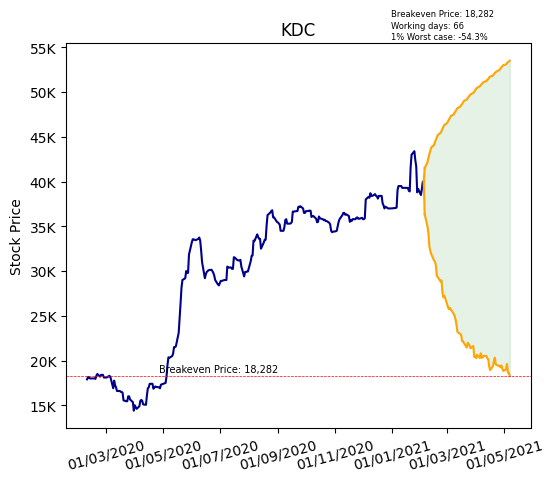 Breakeven Price: 18,282
Working days: 66
1% Worst case: -54.3%
KDC
Stock Price
55K
50K
45K
40K
35K
30K
25K
20K
15K
Breakeven Price: 18,282
01/03/2020
01/05/2020
01/07/2020
01/09/2020
01/11/2020
01/01/2021
01/03/2021
01/05/2021